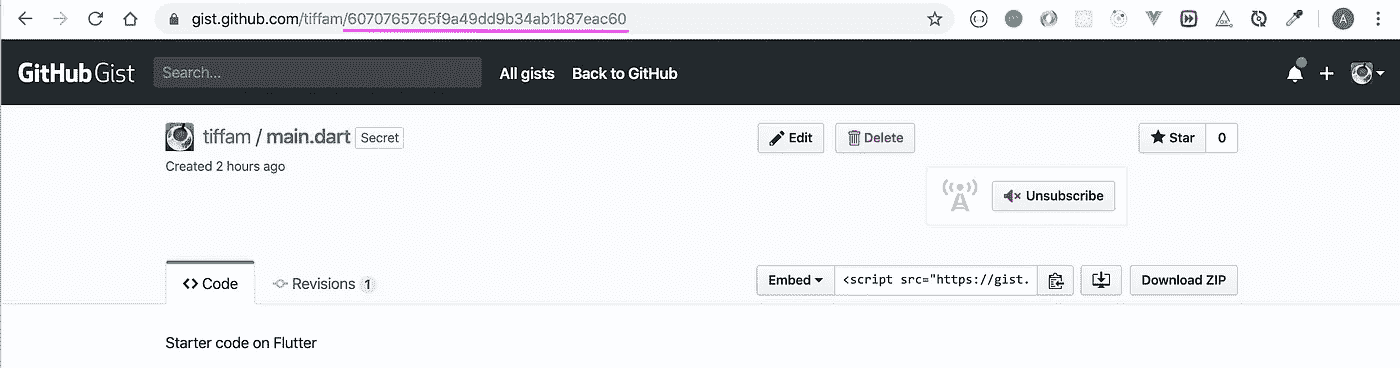 gist.github.com/tiffam/6070765765f9a49dd9b34ab1b87eac60
A
GitHub Gist Search... All gists Back to GitHub
tiffam / main.dart Secret
Edit Delete Star 0
Created 2 hours ago
Unsubscribe
Code Revisions 1
Embed <script src="https://gist. Download ZIP
Starter code on Flutter